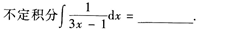 不定积分∫ 1/(3x − 1) dx = ________.